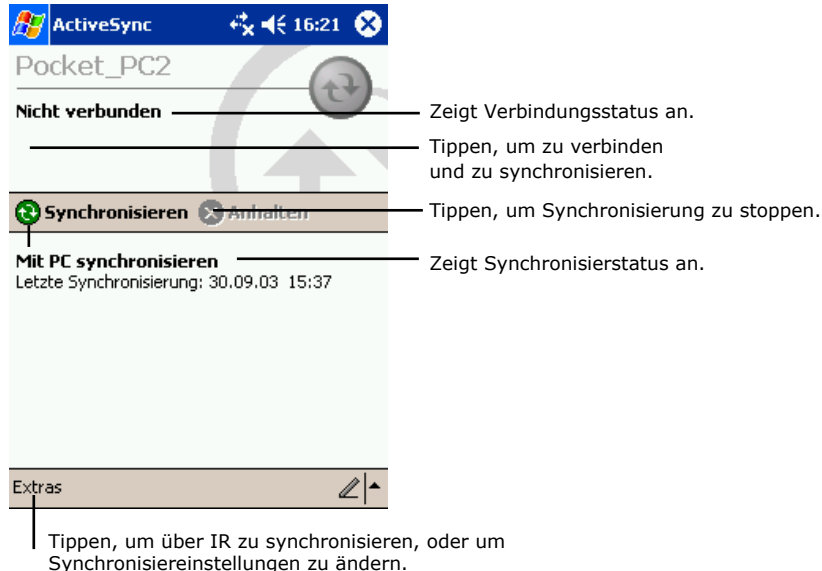 ActiveSync 16:21
Pocket_PC2
Nicht verbunden
Zeigt Verbindungsstatus an.
Tippen, um zu verbinden
und zu synchronisieren.
Synchronisieren Anhalten
Tippen, um Synchronisierung zu stoppen.
Mit PC synchronisieren
Zeigt Synchronisierstatus an.
Letzte Synchronisierung: 30.09.03 15:37
Extras
Tippen, um über IR zu synchronisieren, oder um
Synchronisiereinstellungen zu ändern.